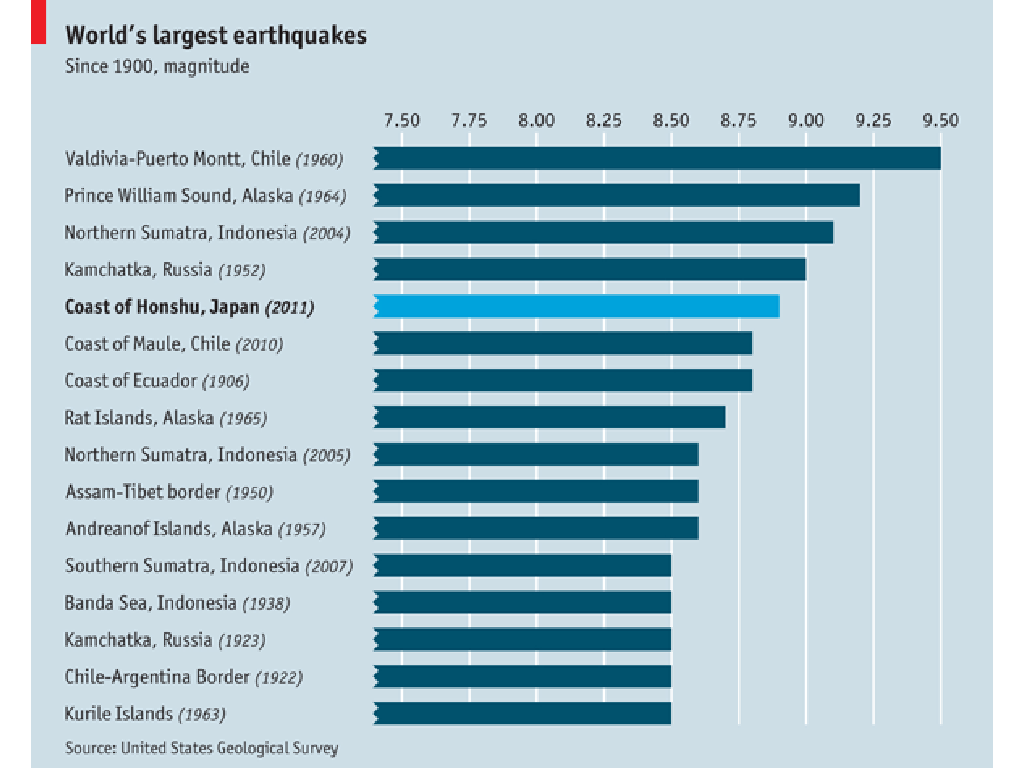 World's largest earthquakes
Since 1900, magnitude
7.50 7.75 8.00 8.25 8.50 8.75 9.00 9.25 9.50
Valdivia-Puerto Montt, Chile (1960)
Prince William Sound, Alaska (1964)
Northern Sumatra, Indonesia (2004)
Kamchatka, Russia (1952)
Coast of Honshu, Japan (2011)
Coast of Maule, Chile (2010)
Coast of Ecuador (1906)
Rat Islands, Alaska (1965)
Northern Sumatra, Indonesia (2005)
Assam-Tibet border (1950)
Andreanof Islands, Alaska (1957)
Southern Sumatra, Indonesia (2007)
Banda Sea, Indonesia (1938)
Kamchatka, Russia (1923)
Chile-Argentina Border (1922)
Kurile Islands (1963)
Source: United States Geological Survey